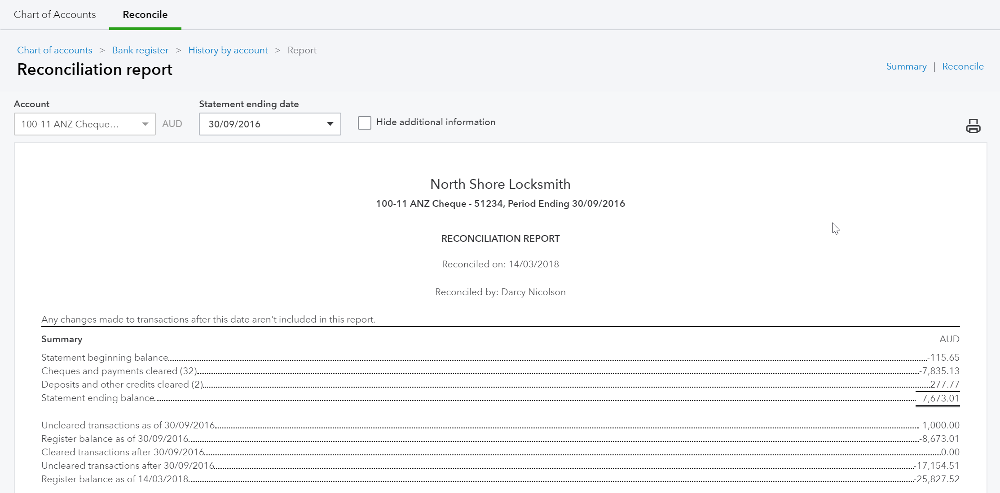 Chart of Accounts Reconcile
Chart of accounts > Bank register > History by account > Report
Reconciliation report
Summary | Reconcile
Account
Statement ending date
100-11 ANZ Cheque... AUD
30/09/2016
Hide additional information
North Shore Locksmith
100-11 ANZ Cheque - 51234, Period Ending 30/09/2016
RECONCILIATION REPORT
Reconciled on: 14/03/2018
Reconciled by: Darcy Nicolson
Any changes made to transactions after this date aren't included in this report.
Summary AUD
Statement beginning balance -115.65
Cheques and payments cleared (32) -7,835.13
Deposits and other credits cleared (2) 277.77
Statement ending balance -7,673.01
Uncleared transactions as of 30/09/2016 -1,000.00
Register balance as of 30/09/2016 -8,673.01
Cleared transactions after 30/09/2016 0.00
Uncleared transactions after 30/09/2016 -17,154.51
Register balance as of 14/03/2018 -25,827.52